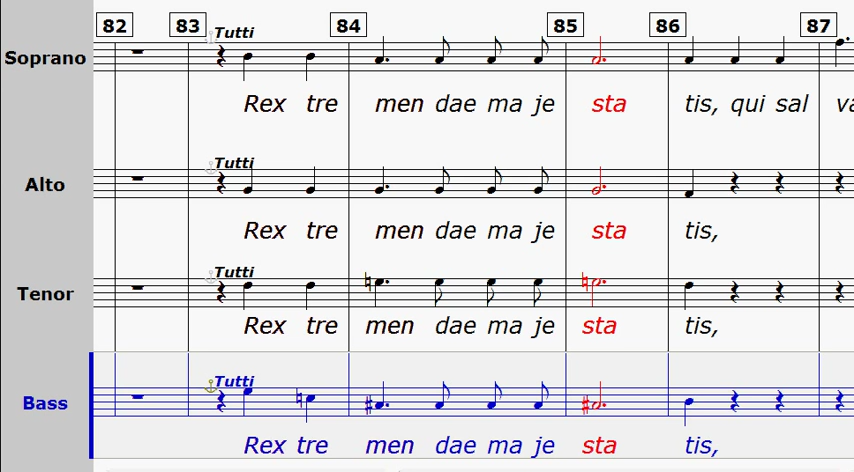 82 83 84 85 86 87
Tutti
Soprano
Rex tre men dae ma je sta tis, qui sal va
Tutti
Alto
Rex tre men dae ma je sta tis,
Tutti
Tenor
Rex tre men dae ma je sta tis,
Tutti
Bass
Rex tre men dae ma je sta tis,